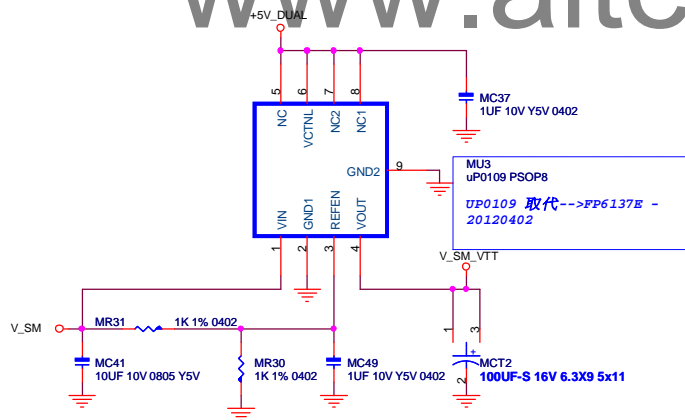 www.aitc
+5V_DUAL
5
6
7
8
NC
VCTNL
NC2
NC1
MC37
1UF 10V Y5V 0402
GND2
9
MU3
uP0109 PSOP8
UP0109 取代-->FP6137E -
20120402
VIN
GND1
REFEN
VOUT
1
2
3
4
V_SM_VTT
V_SM
MR31
1K 1% 0402
1
3
MC41
10UF 10V 0805 Y5V
MR30
1K 1% 0402
MC49
1UF 10V Y5V 0402
+
2
MCT2
100UF-S 16V 6.3X9 5x11